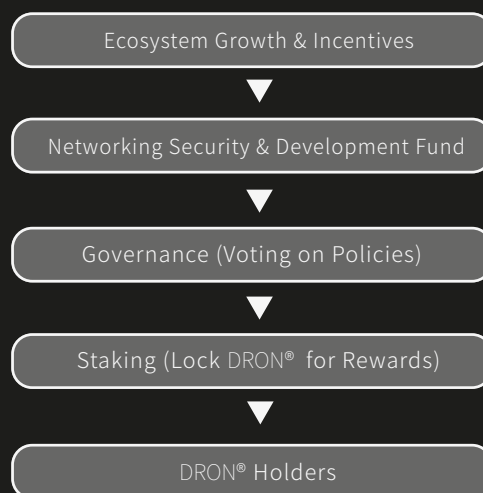 Ecosystem Growth & Incentives
Networking Security & Development Fund
Governance (Voting on Policies)
Staking (Lock DRON® for Rewards)
DRON® Holders